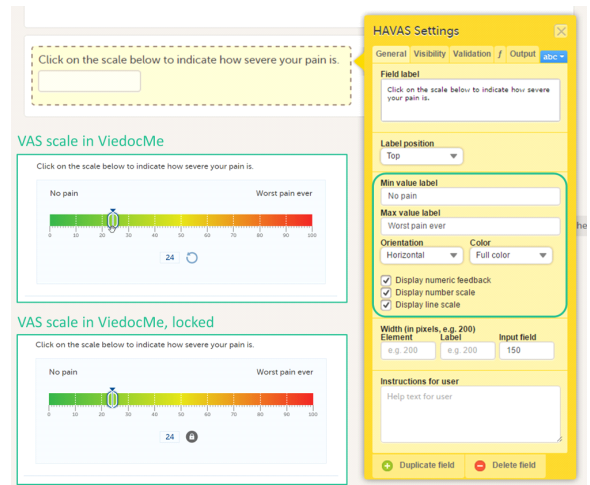 Click on the scale below to indicate how severe your pain is.
VAS scale in ViedocMe
Click on the scale below to indicate how severe your pain is.
No pain Worst pain ever
0 10 20 30 40 50 60 70 80 90 100
24
VAS scale in ViedocMe, locked
Click on the scale below to indicate how severe your pain is.
No pain Worst pain ever
0 10 20 30 40 50 60 70 80 90 100
24
HAVAS Settings
General Visibility Validation f Output abc
Field label
Click on the scale below to indicate how severe
your pain is.
Label position
Top
Min value label
No pain
Max value label
Worst pain ever
Orientation Color
Horizontal Full color
Display numeric feedback
Display number scale
Display line scale
Width (in pixels, e.g. 200)
Element Label Input field
e.g. 200 e.g. 200 150
Instructions for user
Help text for user
Duplicate field Delete field
he